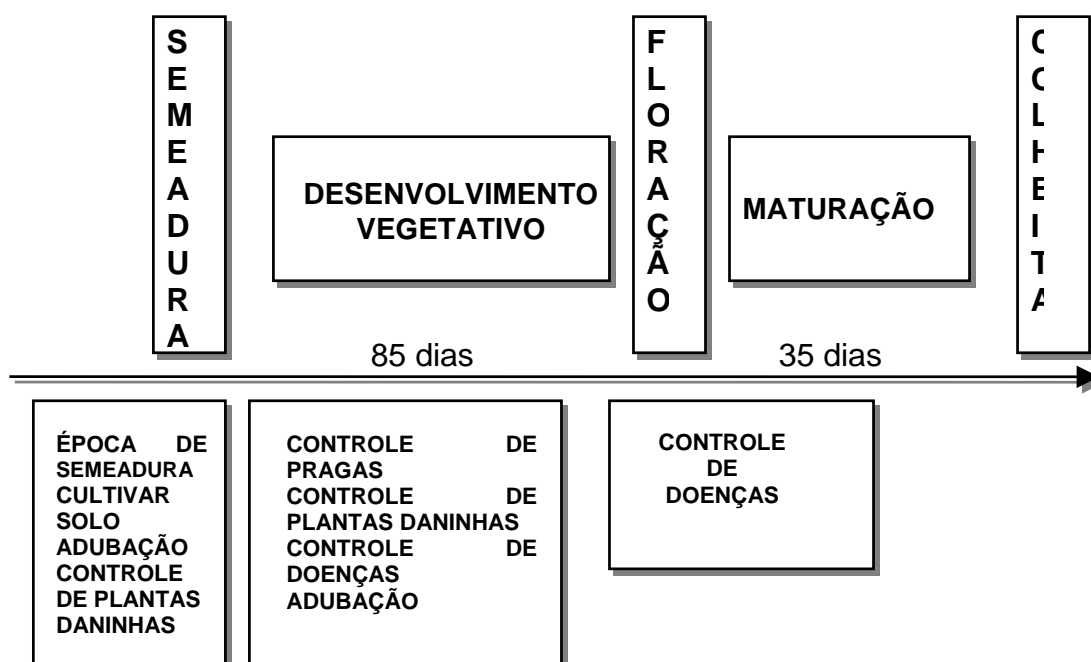 SEMEADURA
DESENVOLVIMENTO
VEGETATIVO
FLORAÇÃO
MATURAÇÃO
COLHEITA
85 dias
35 dias
ÉPOCA DE
SEMEADURA
CULTIVAR
SOLO
ADUBAÇÃO
CONTROLE
DE PLANTAS
DANINHAS
CONTROLE DE
PRAGAS
CONTROLE DE
PLANTAS DANINHAS
CONTROLE DE
DOENÇAS
ADUBAÇÃO
CONTROLE
DE
DOENÇAS